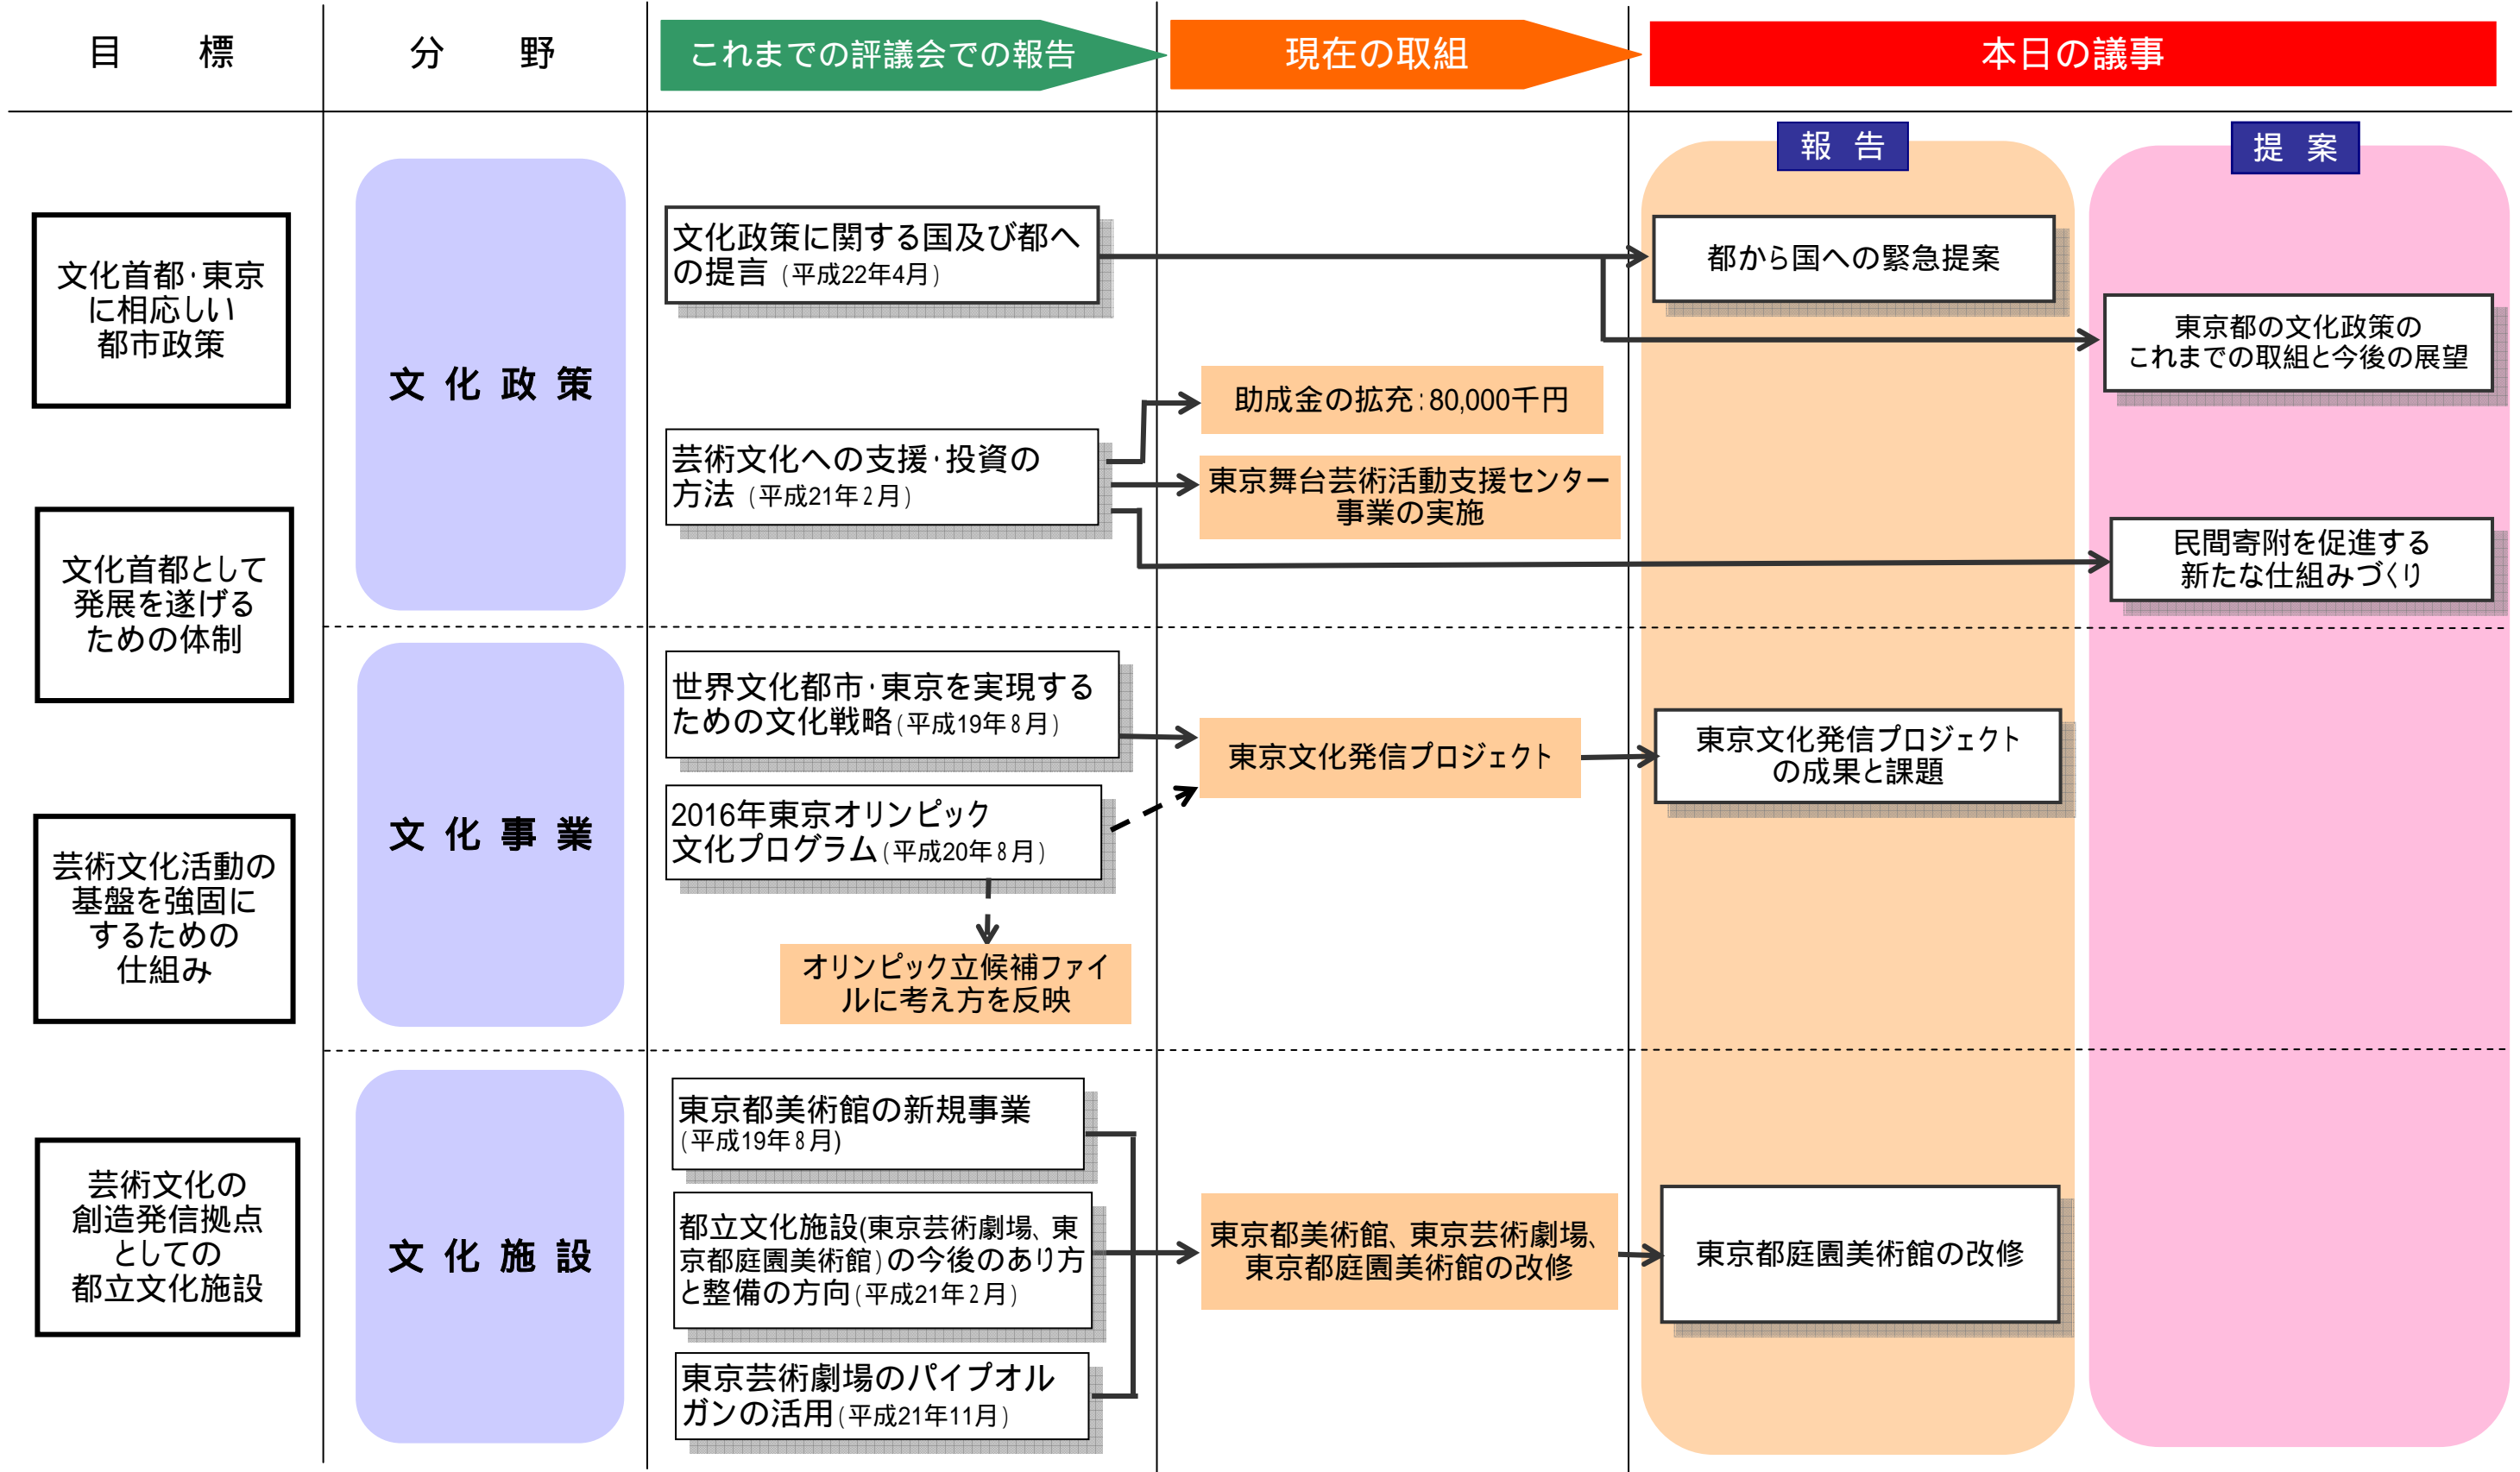 目　標
分　野
これまでの評議会での報告
現在の取組
本日の議事
報 告
提 案
文化首都・東京
に相応しい
都市政策
文化首都として
発展を遂げる
ための体制
芸術文化活動の
基盤を強固に
するための
仕組み
芸術文化の
創造発信拠点
としての
都立文化施設
文 化 政 策
文化政策に関する国及び都へ
の提言（平成22年4月）
都から国への緊急提案
東京都の文化政策の
これまでの取組と今後の展望
芸術文化への支援・投資の
方法（平成21年２月）
助成金の拡充：80,000千円
東京舞台芸術活動支援センター
事業の実施
民間寄附を促進する
新たな仕組みづくり
文 化 事 業
世界文化都市・東京を実現する
ための文化戦略（平成19年８月）
2016年東京オリンピック
文化プログラム（平成20年８月）
東京文化発信プロジェクト
東京文化発信プロジェクト
の成果と課題
オリンピック立候補ファイ
ルに考え方を反映
文 化 施 設
東京都美術館の新規事業
（平成19年８月)
都立文化施設(東京芸術劇場、東
京都庭園美術館）の今後のあり方
と整備の方向（平成21年２月）
東京芸術劇場のパイプオル
ガンの活用（平成21年11月）
東京都美術館、東京芸術劇場、
東京都庭園美術館の改修
東京都庭園美術館の改修